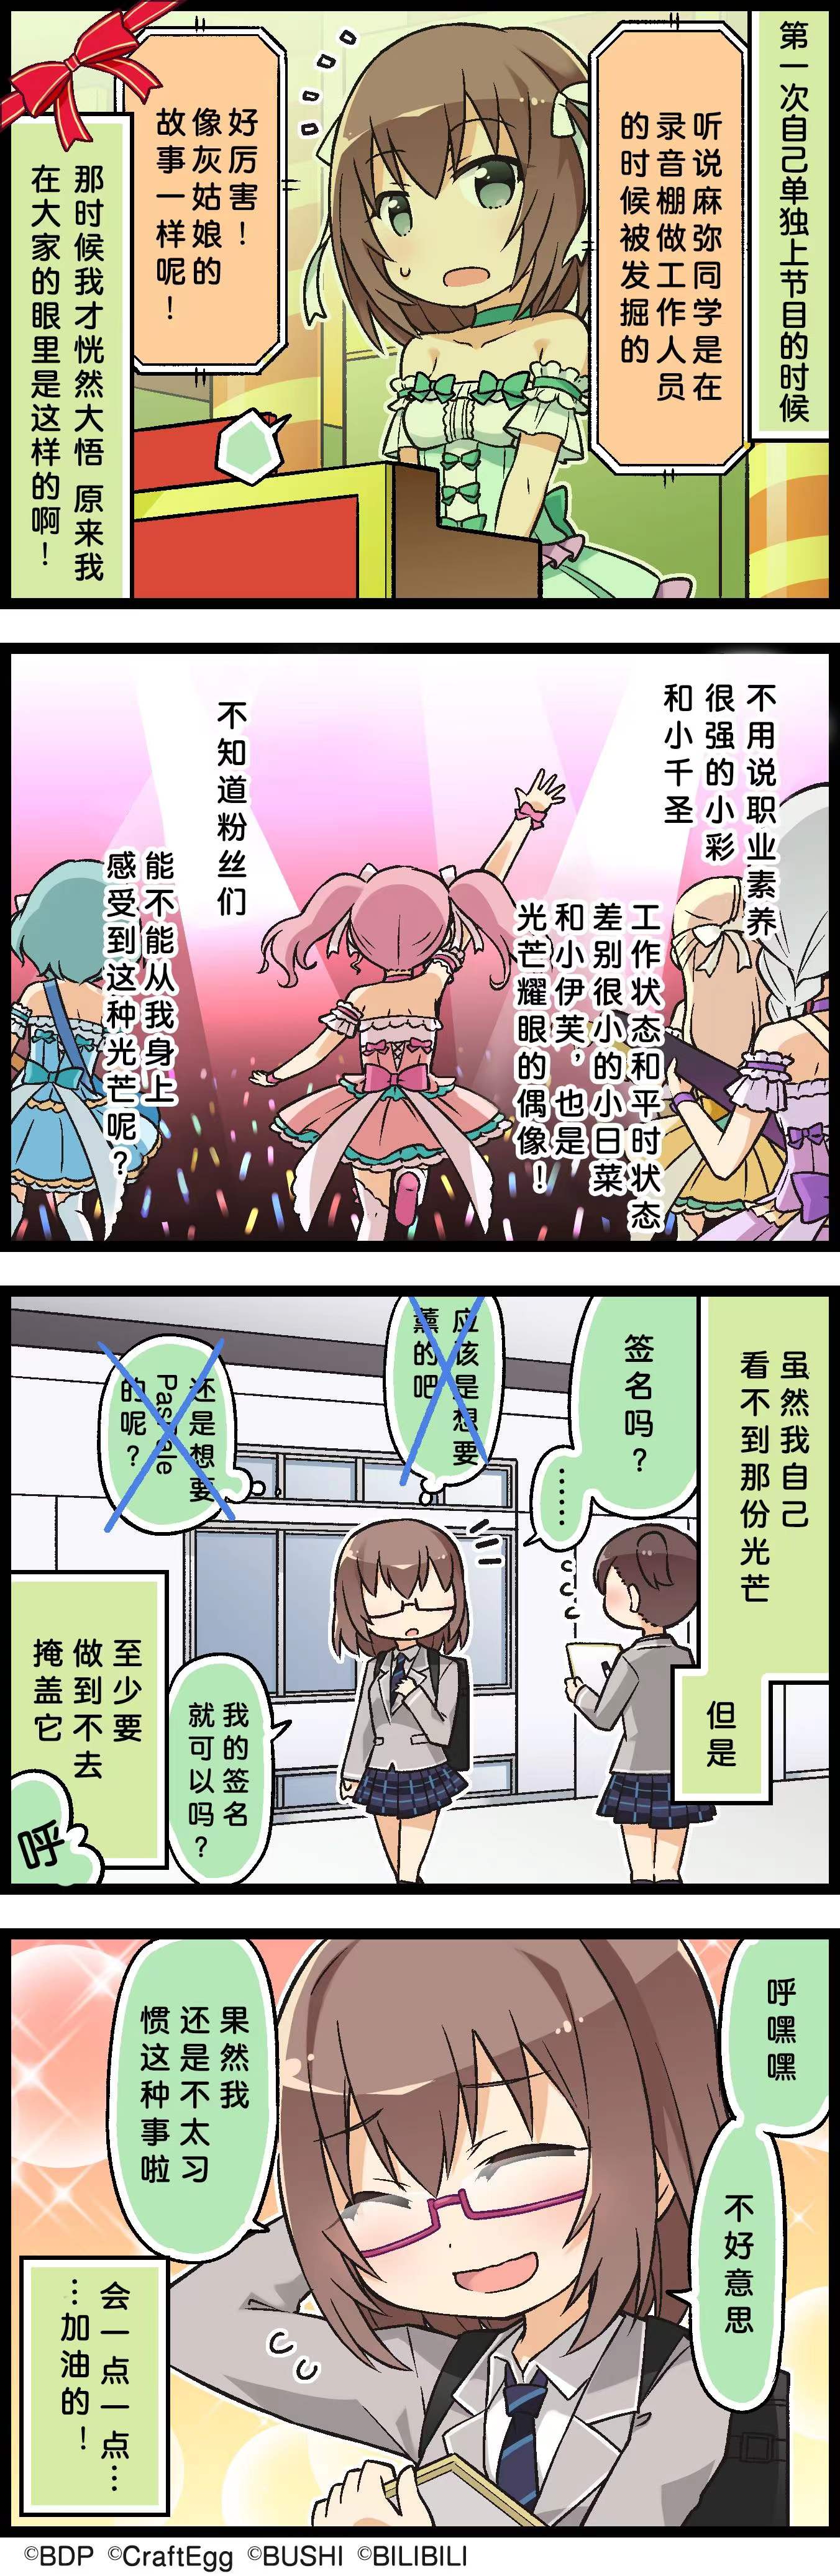 第一次自己单独上节目的时候
听说麻弥同学是在
录音棚做工作人员
的时候被发掘的
好厉害！
像灰姑娘的
故事一样呢！
那时候我才恍然大悟 原来我
在大家的眼里是这样的啊！
不用说职业素养
很强的小彩
和小千圣
工作状态和平时状态
差别很小的小日菜
和小伊芙，也是
光芒耀眼的偶像！
不知道粉丝们
能不能从我身上
感受到这种光芒呢？
虽然我自己
看不到那份光芒
但是
签名吗？
……
应该是想要
薰的吧
还是想要
Pas*Pale
的呢？
我的签名
就可以吗？
至少要
做到不去
掩盖它
呼
呼嘿嘿
不好意思
果然我
还是不太习
惯这种事啦
会一点一点…
…加油的！
©BDP ©CraftEgg ©BUSHI ©BILIBILI